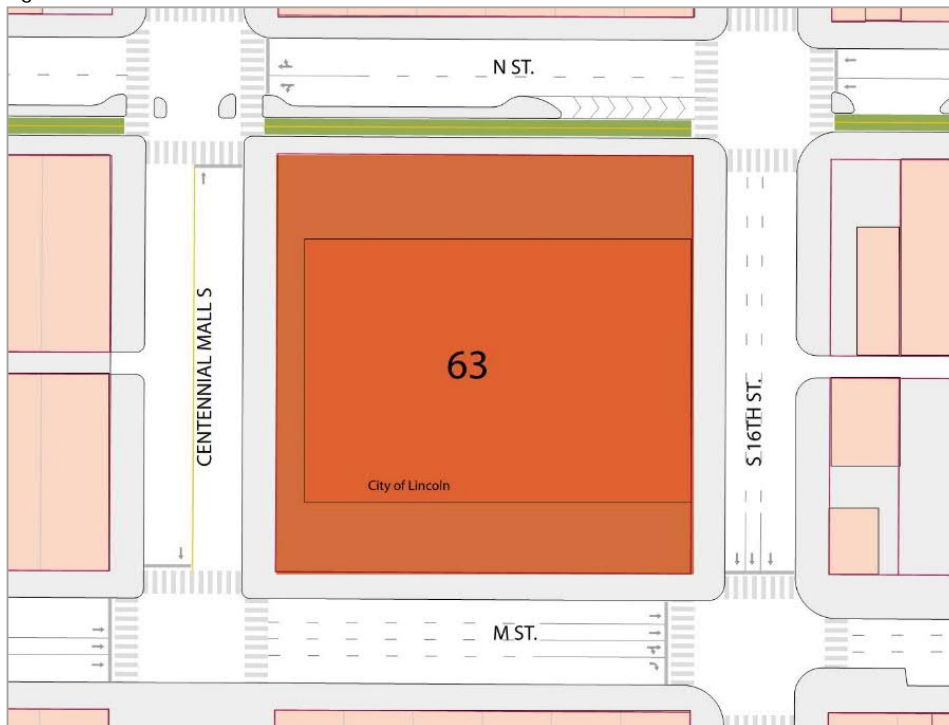 N ST.
CENTENNIAL MALL S
63
S 16TH ST.
City of Lincoln
M ST.